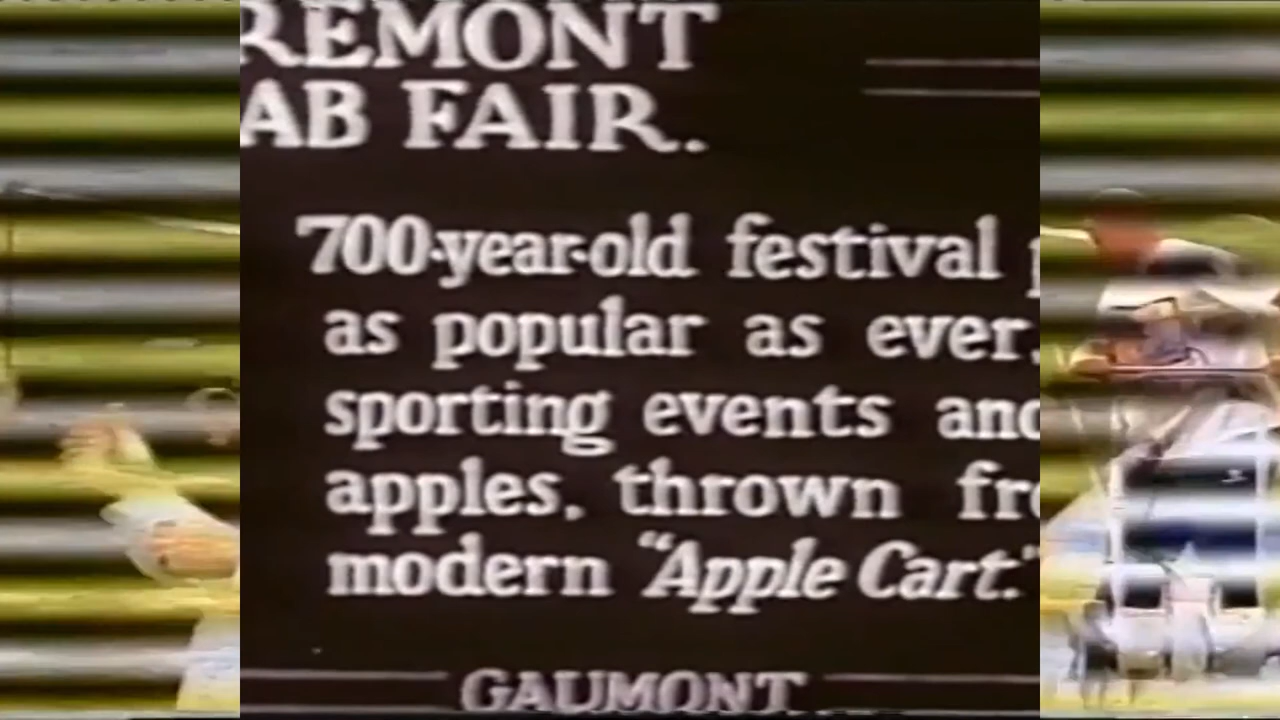 REMONT
AB FAIR.
700-year-old festival
as popular as ever.
sporting events and
apples, thrown
modern "Apple Cart."
GAUMONT